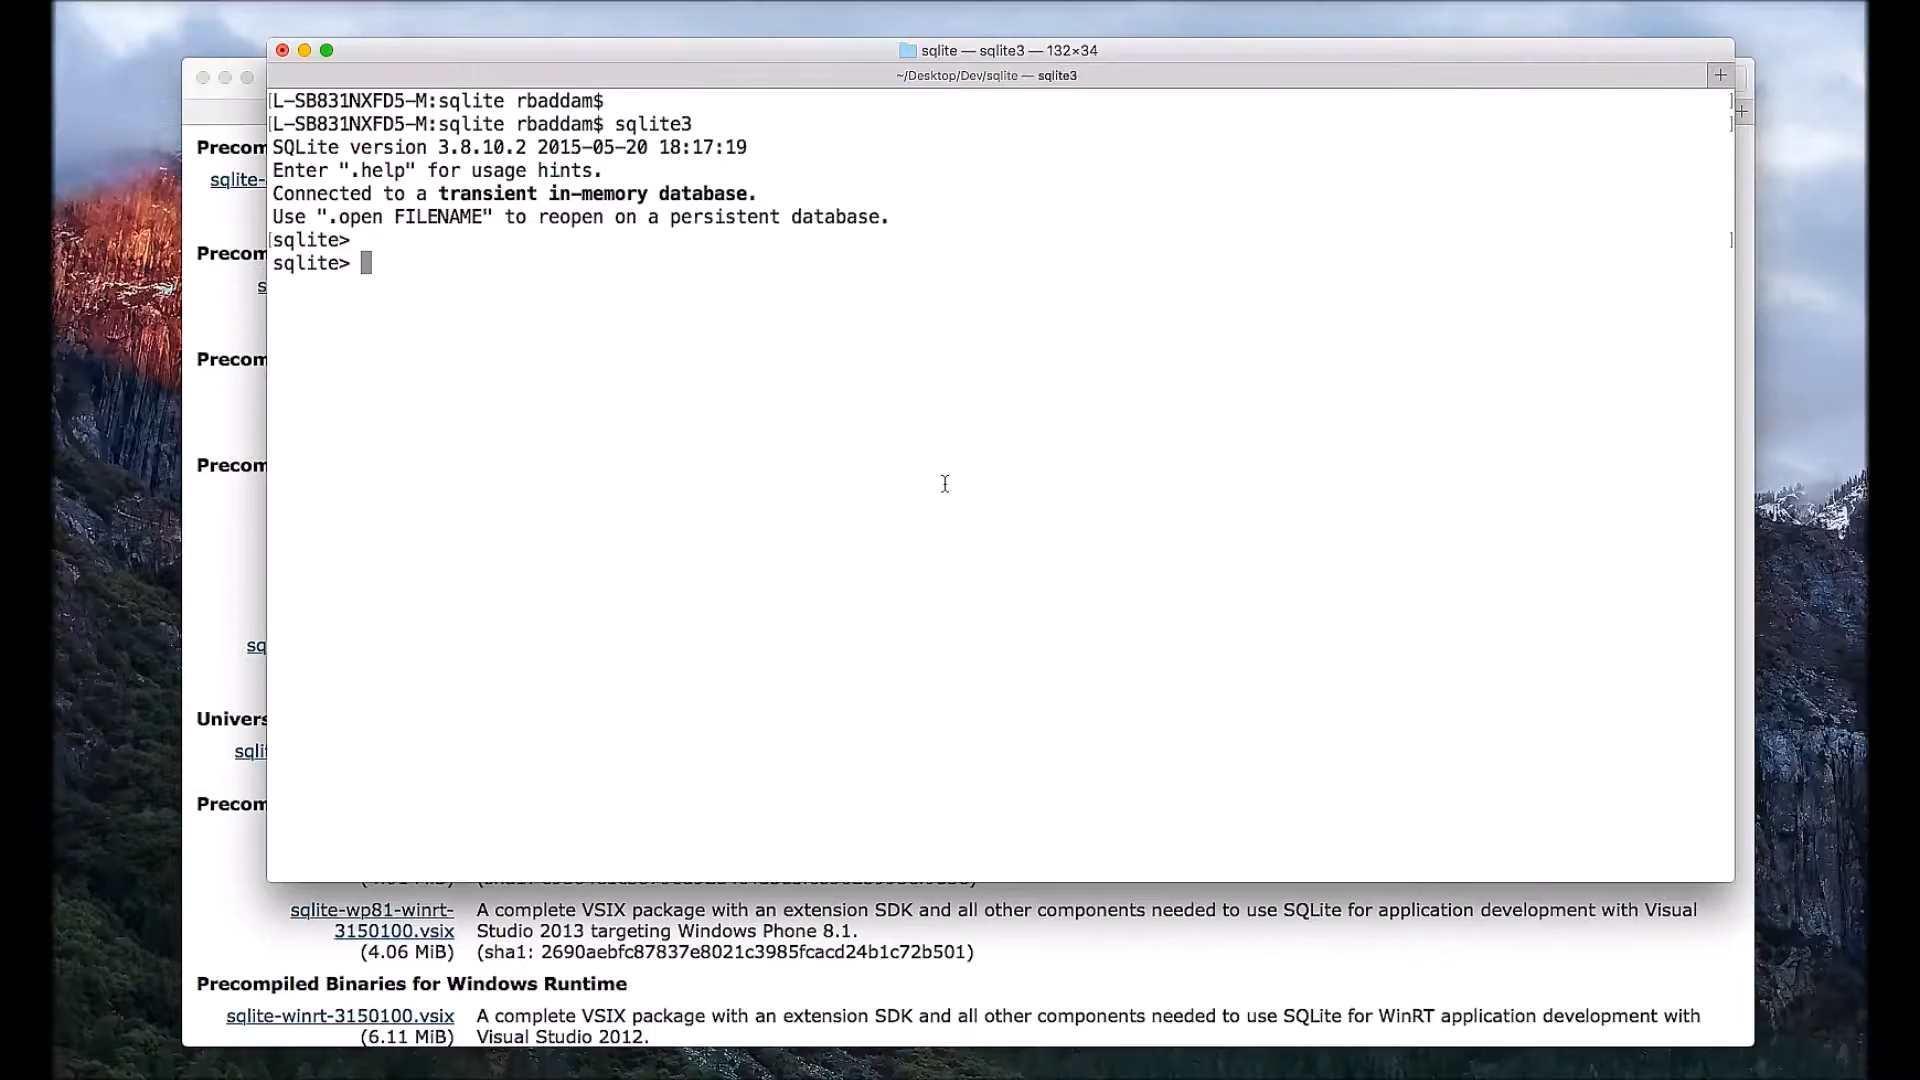 sqlite — sqlite3 — 132×34
~/Desktop/Dev/sqlite — sqlite3
L-SB831NXFD5-M:sqlite rbaddam$
L-SB831NXFD5-M:sqlite rbaddam$ sqlite3
SQLite version 3.8.10.2 2015-05-20 18:17:19
Enter ".help" for usage hints.
Connected to a transient in-memory database.
Use ".open FILENAME" to reopen on a persistent database.
sqlite>
sqlite>
Precom
sqlite-
Precom
s
Precom
Precom
sq
Univers
sqlit
Precom
sqlite-wp81-winrt- A complete VSIX package with an extension SDK and all other components needed to use SQLite for application development with Visual
3150100.vsix Studio 2013 targeting Windows Phone 8.1.
(4.06 MiB) (sha1: 2690aebfc87837e8021c3985fcacd24b1c72b501)
Precompiled Binaries for Windows Runtime
sqlite-winrt-3150100.vsix A complete VSIX package with an extension SDK and all other components needed to use SQLite for WinRT application development with
(6.11 MiB) Visual Studio 2012.